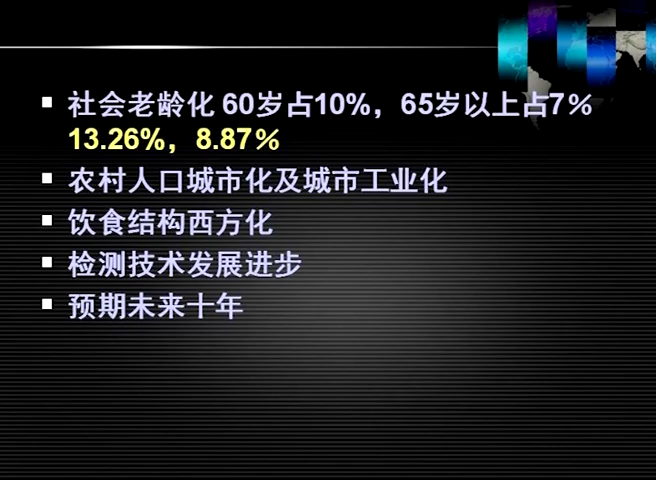 社会老龄化 60岁占10%，65岁以上占7%
13.26%，8.87%
农村人口城市化及城市工业化
饮食结构西方化
检测技术发展进步
预期未来十年